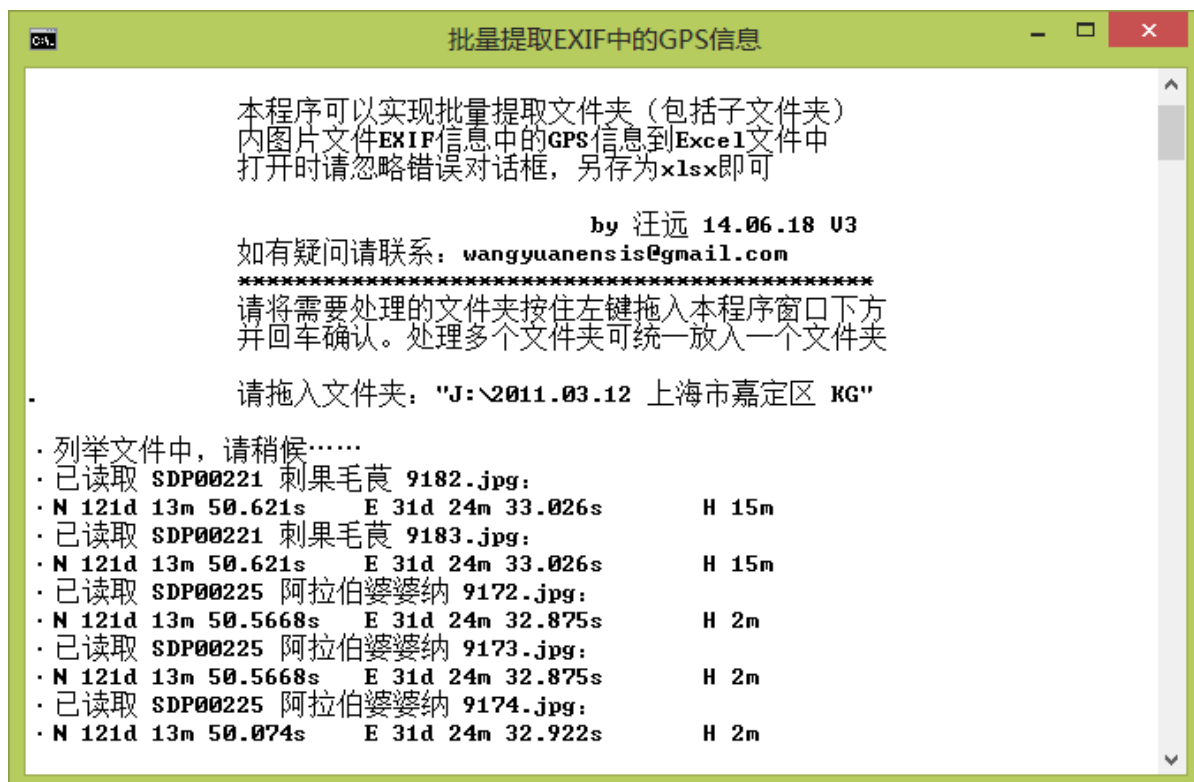 批量提取EXIF中的GPS信息
本程序可以实现批量提取文件夹（包括子文件夹）
内图片文件EXIF信息中的GPS信息到Excel文件中
打开时请忽略错误对话框，另存为xlsx即可
by 汪远 14.06.18 V3
如有疑问请联系：wangyuanensis@gmail.com
*********************************************
请将需要处理的文件夹按住左键拖入本程序窗口下方
并回车确认。处理多个文件夹可统一放入一个文件夹
请拖入文件夹："J:\2011.03.12 上海市嘉定区 KG"
·列举文件中，请稍候……
·已读取 SDP00221 刺果毛茛 9182.jpg:
·N 121d 13m 50.621s E 31d 24m 33.026s H 15m
·已读取 SDP00221 刺果毛茛 9183.jpg:
·N 121d 13m 50.621s E 31d 24m 33.026s H 15m
·已读取 SDP00225 阿拉伯婆婆纳 9172.jpg:
·N 121d 13m 50.5668s E 31d 24m 32.875s H 2m
·已读取 SDP00225 阿拉伯婆婆纳 9173.jpg:
·N 121d 13m 50.5668s E 31d 24m 32.875s H 2m
·已读取 SDP00225 阿拉伯婆婆纳 9174.jpg:
·N 121d 13m 50.074s E 31d 24m 32.922s H 2m